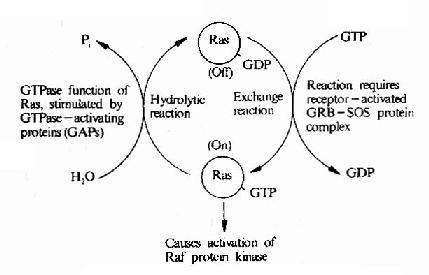 Pi
Ras
(Off)
GDP
GTP
GTPase function of
Ras, stimulated by
GTPase-activating
proteins (GAPs)
Hydrolytic
reaction
Exchange
reaction
Reaction requires
receptor-activated
GRB-SOS protein
complex
(On)
H2O
Ras
GTP
GDP
Causes activation of
Raf protein kinase